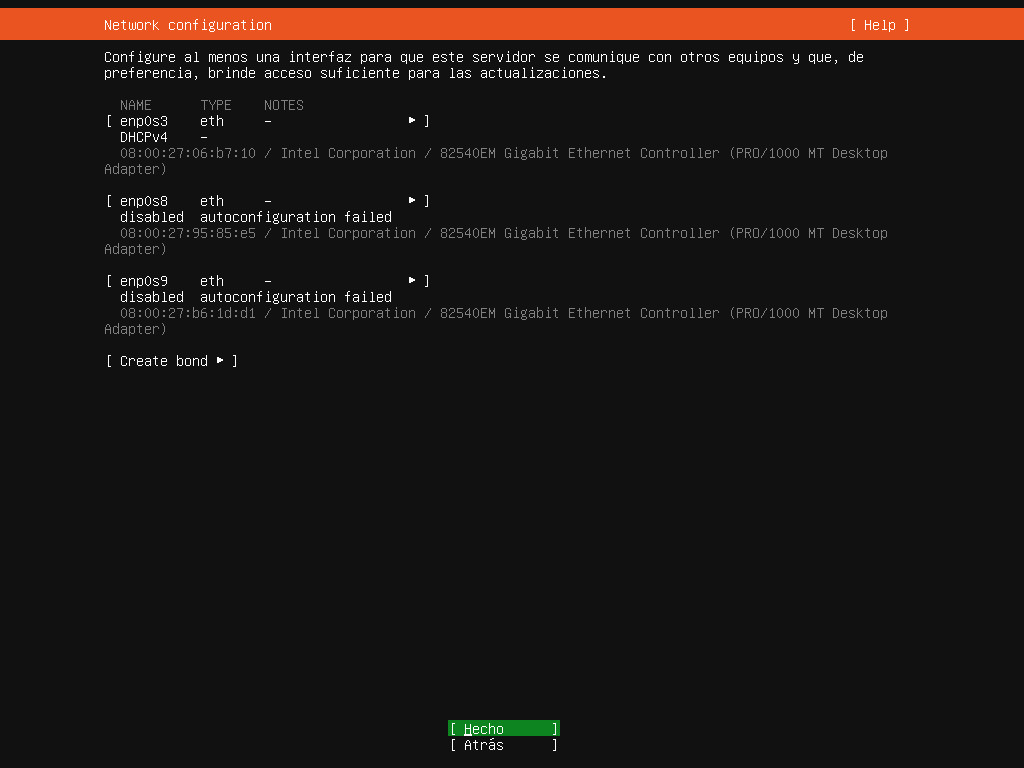 Network configuration [ Help ]
Configure al menos una interfaz para que este servidor se comunique con otros equipos y que, de
preferencia, brinde acceso suficiente para las actualizaciones.
NAME TYPE NOTES
[ enp0s3 eth – ▸ ]
DHCPv4 –
08:00:27:06:b7:10 / Intel Corporation / 82540EM Gigabit Ethernet Controller (PRO/1000 MT Desktop
Adapter)
[ enp0s8 eth – ▸ ]
disabled autoconfiguration failed
08:00:27:95:85:e5 / Intel Corporation / 82540EM Gigabit Ethernet Controller (PRO/1000 MT Desktop
Adapter)
[ enp0s9 eth – ▸ ]
disabled autoconfiguration failed
08:00:27:b6:1d:d1 / Intel Corporation / 82540EM Gigabit Ethernet Controller (PRO/1000 MT Desktop
Adapter)
[ Create bond ▸ ]
[ Hecho ]
[ Atrás ]